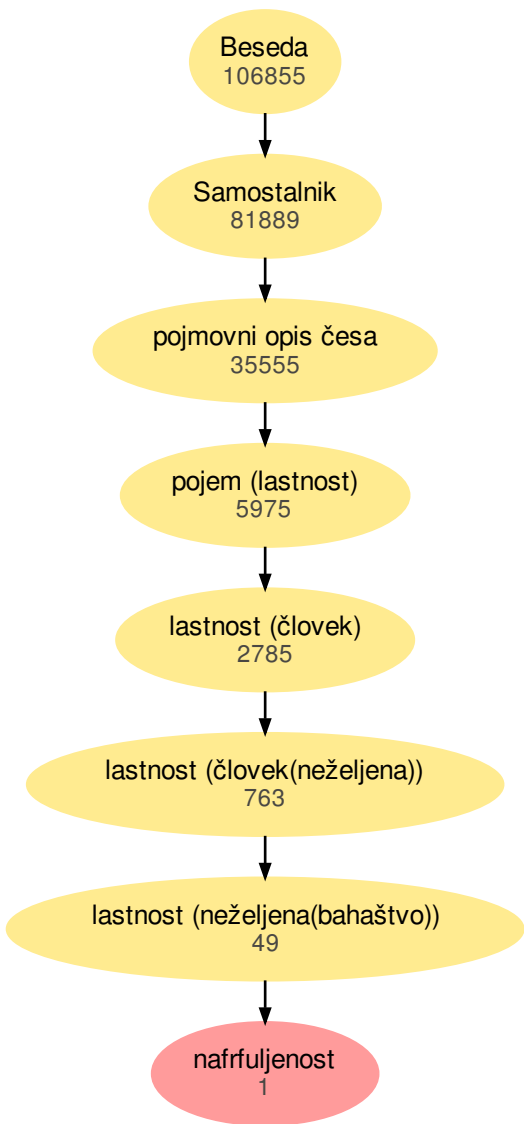 Beseda
106855
Samostalnik
81889
pojmovni opis česa
35555
pojem (lastnost)
5975
lastnost (človek)
2785
lastnost (človek(neželjena))
763
lastnost (neželjena(bahaštvo))
49
nafrfuljenost
1